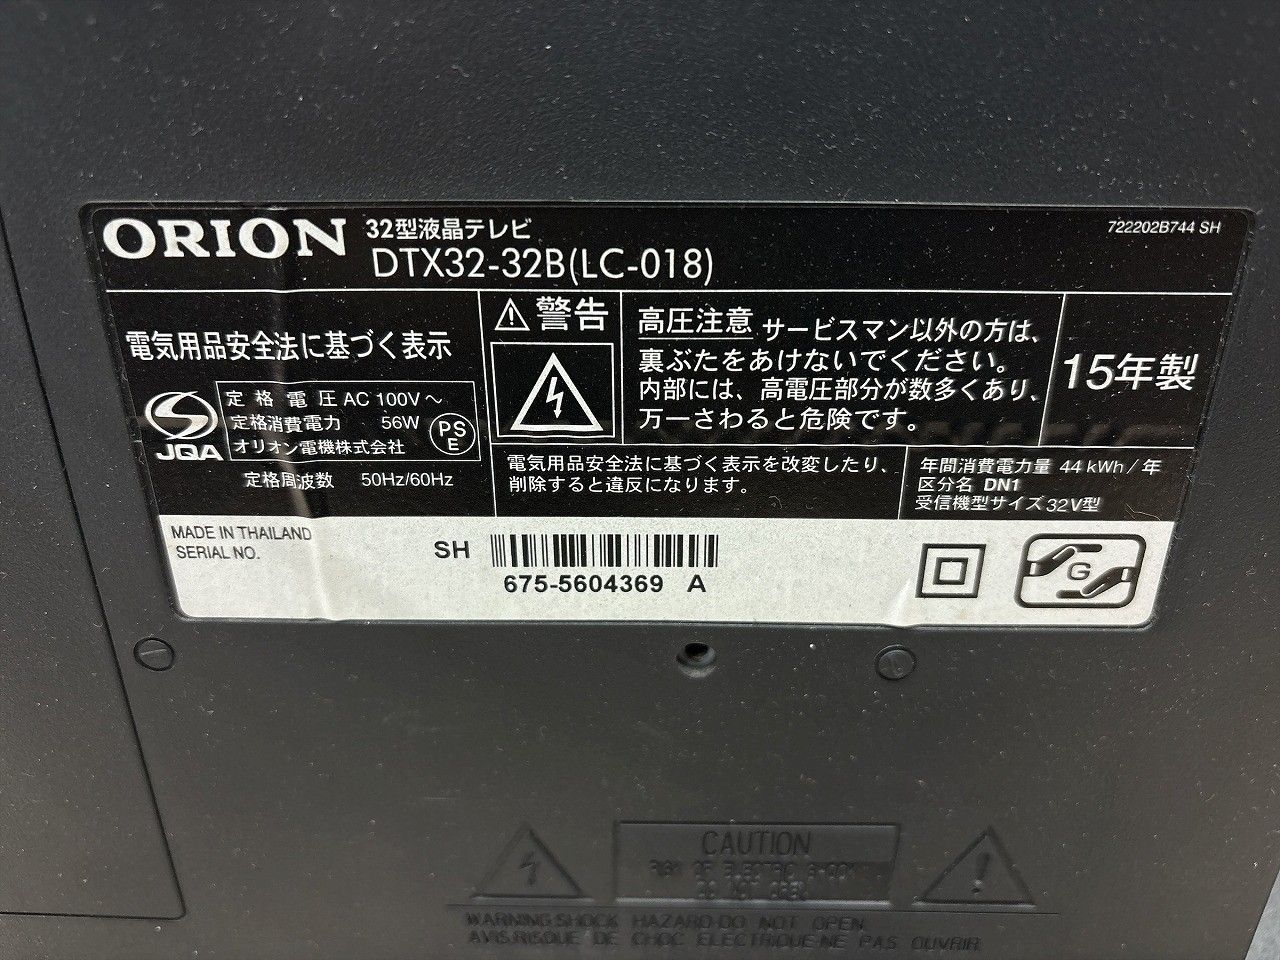 ORION 32型液晶テレビ
DTX32-32B(LC-018)
722202B744 SH
電気用品安全法に基づく表示
JQA
定格電圧 AC 100V～
定格消費電力 56W
オリオン電機株式会社
PS
E
定格周波数 50Hz/60Hz
警告
高圧注意 サービスマン以外の方は、
裏ぶたをあけないでください。
内部には、高電圧部分が数多くあり、
万一さわると危険です。
15年製
電気用品安全法に基づく表示を改変したり、
削除すると違反になります。
年間消費電力量 44 kWh/年
区分名 DN1
受信機型サイズ 32V型
MADE IN THAILAND
SERIAL NO.
SH
675-5604369 A
G
CAUTION
RISK OF ELECTRIC SHOCK
DO NOT OPEN
WARNING:SHOCK HAZARD-DO NOT OPEN
AVIS:RISQUE DE CHOC ELECTRIQUE-NE PAS OUVRIR